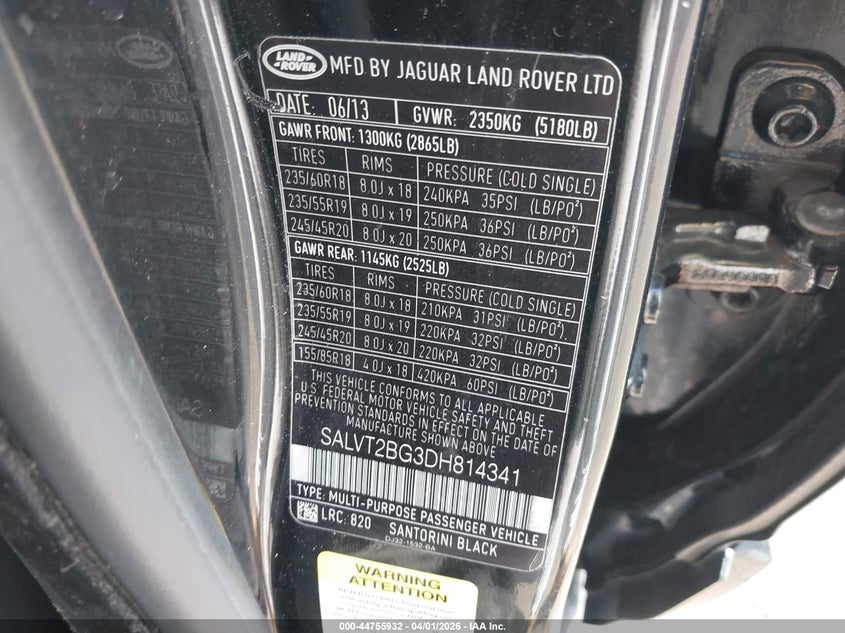 LAND ROVER MFD BY JAGUAR LAND ROVER LTD
DATE: 06/13 GVWR: 2350KG (5180LB)
GAWR FRONT: 1300KG (2865LB)
TIRES RIMS PRESSURE (COLD SINGLE)
235/60R18 8.0J x 18 240KPA 35PSI (LB/PO²)
235/55R19 8.0J x 19 250KPA 36PSI (LB/PO²)
245/45R20 8.0J x 20 250KPA 36PSI (LB/PO²)
GAWR REAR: 1145KG (2525LB)
TIRES RIMS PRESSURE (COLD SINGLE)
235/60R18 8.0J x 18 210KPA 31PSI (LB/PO²)
235/55R19 8.0J x 19 220KPA 32PSI (LB/PO²)
245/45R20 8.0J x 20 220KPA 32PSI (LB/PO²)
155/85R18 4.0J x 18 420KPA 60PSI (LB/PO²)
THIS VEHICLE CONFORMS TO ALL APPLICABLE
U.S FEDERAL MOTOR VEHICLE SAFETY AND THEFT
PREVENTION STANDARDS IN EFFECT ON THE DATE OF
MANUFACTURE SHOWN ABOVE
SALVT2BG3DH814341
TYPE: MULTI-PURPOSE PASSENGER VEHICLE
LRC: 820 SANTORINI BLACK
DJ32-1532-BA
WARNING
ATTENTION
000-44755932 - 04/01/2026 - IAA Inc.